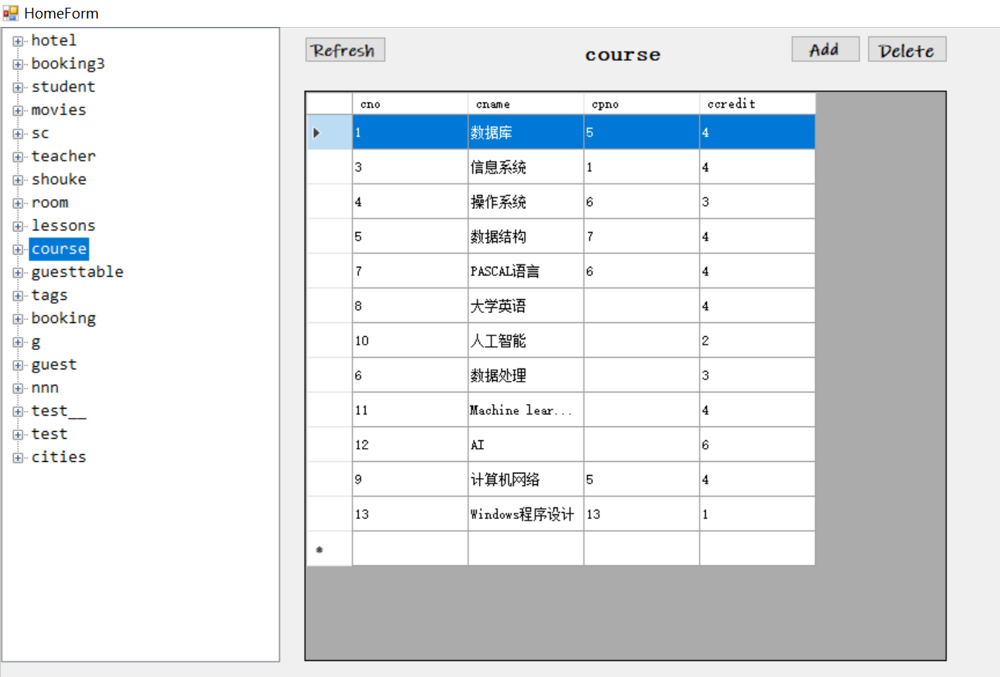 HomeForm
hotel
booking3
student
movies
sc
teacher
shouke
room
lessons
course
guesttable
tags
booking
g
guest
nnn
test__
test
cities
Refresh course Add Delete
cno cname cpno ccredit
1 数据库 5 4
3 信息系统 1 4
4 操作系统 6 3
5 数据结构 7 4
7 PASCAL语言 6 4
8 大学英语 4
10 人工智能 2
6 数据处理 3
11 Machine lear... 4
12 AI 6
9 计算机网络 5 4
13 Windows程序设计 13 1
*